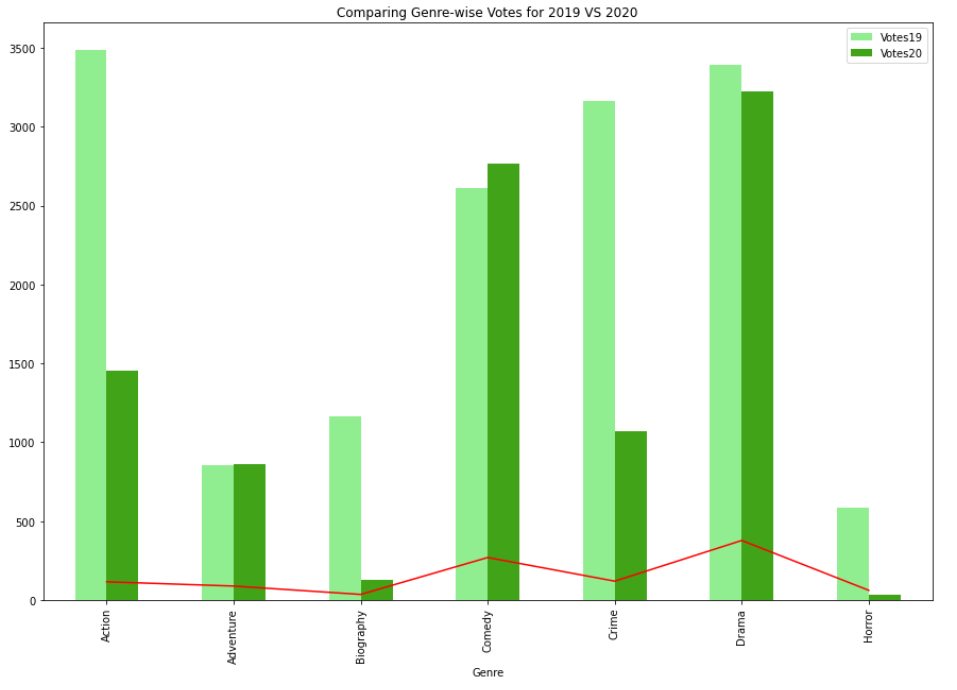 Comparing Genre-wise Votes for 2019 VS 2020
Votes19
Votes20
3500
3000
2500
2000
1500
1000
500
0
Action
Adventure
Biography
Comedy
Crime
Drama
Horror
Genre